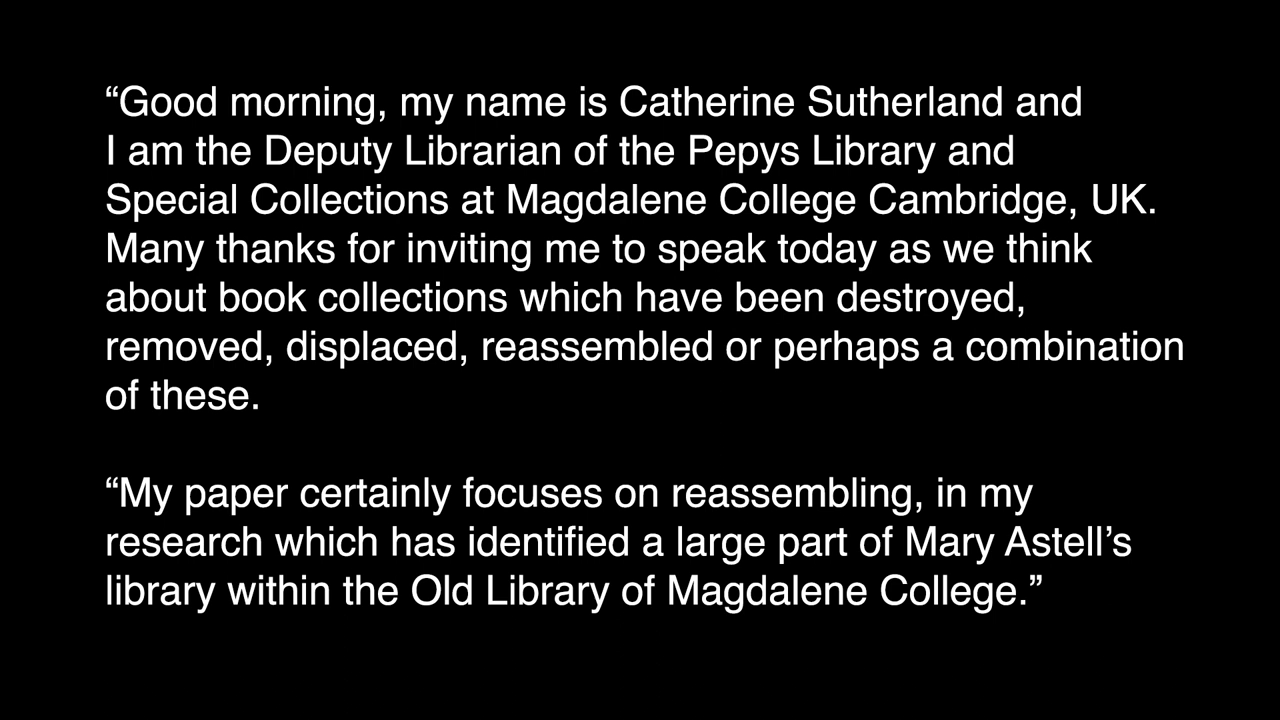 “Good morning, my name is Catherine Sutherland and
I am the Deputy Librarian of the Pepys Library and
Special Collections at Magdalene College Cambridge, UK.
Many thanks for inviting me to speak today as we think
about book collections which have been destroyed,
removed, displaced, reassembled or perhaps a combination
of these.
“My paper certainly focuses on reassembling, in my
research which has identified a large part of Mary Astell’s
library within the Old Library of Magdalene College.”